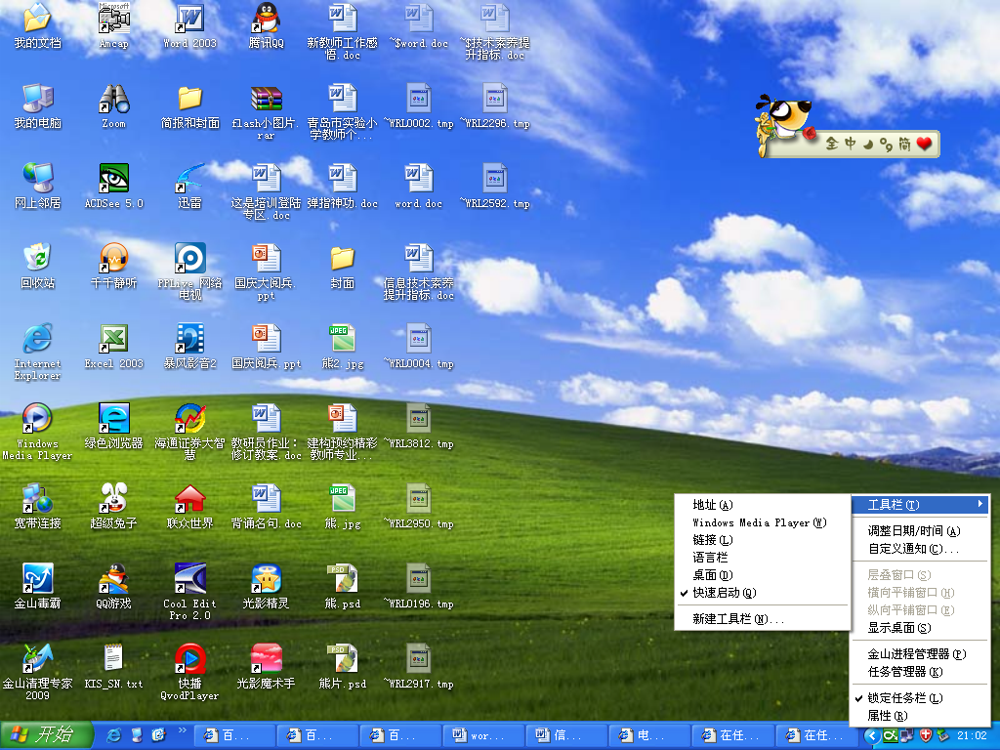 我的文档
Amcap
Word 2003
腾讯QQ
新教师工作感
悟.doc
~$word.doc
~$技术素养提
升指标.doc
我的电脑
Zoom
简报和封面
flash小图片.
rar
青岛市实验小
学教师个...
~WRL0002.tmp
~WRL2296.tmp
全 中 简
网上邻居
ACDSee 5.0
迅雷
这是培训登陆
专区.doc
弹指神功.doc
word.doc
~WRL2592.tmp
回收站
千千静听
PPLive 网络
电视
国庆大阅兵.
ppt
封面
信息技术素养
提升指标.doc
Internet
Explorer
Excel 2003
暴风影音2
国庆阅兵.ppt
熊2.jpg
~WRL0004.tmp
Windows
Media Player
绿色浏览器
海通证券大智
慧
教研员作业:
修订教案.doc
建构预约精彩
教师专业...
~WRL3812.tmp
宽带连接
超级兔子
联众世界
背诵名句.doc
熊.jpg
~WRL2950.tmp
金山毒霸
QQ游戏
Cool Edit
Pro 2.0
光影精灵
熊.psd
~WRL0196.tmp
金山清理专家
2009
KIS_SN.txt
快播
QvodPlayer
光影魔术手
熊片.psd
~WRL2917.tmp
地址(A)
Windows Media Player(W)
链接(L)
语言栏
桌面(D)
快速启动(Q)
新建工具栏(N)...
工具栏(T)
调整日期/时间(A)
自定义通知(C)...
层叠窗口(S)
横向平铺窗口(H)
纵向平铺窗口(E)
显示桌面(S)
金山进程管理器(P)
任务管理器(K)
锁定任务栏(L)
属性(R)
开始
百...
百...
百...
wor...
信...
电...
在任...
在任...
21:02